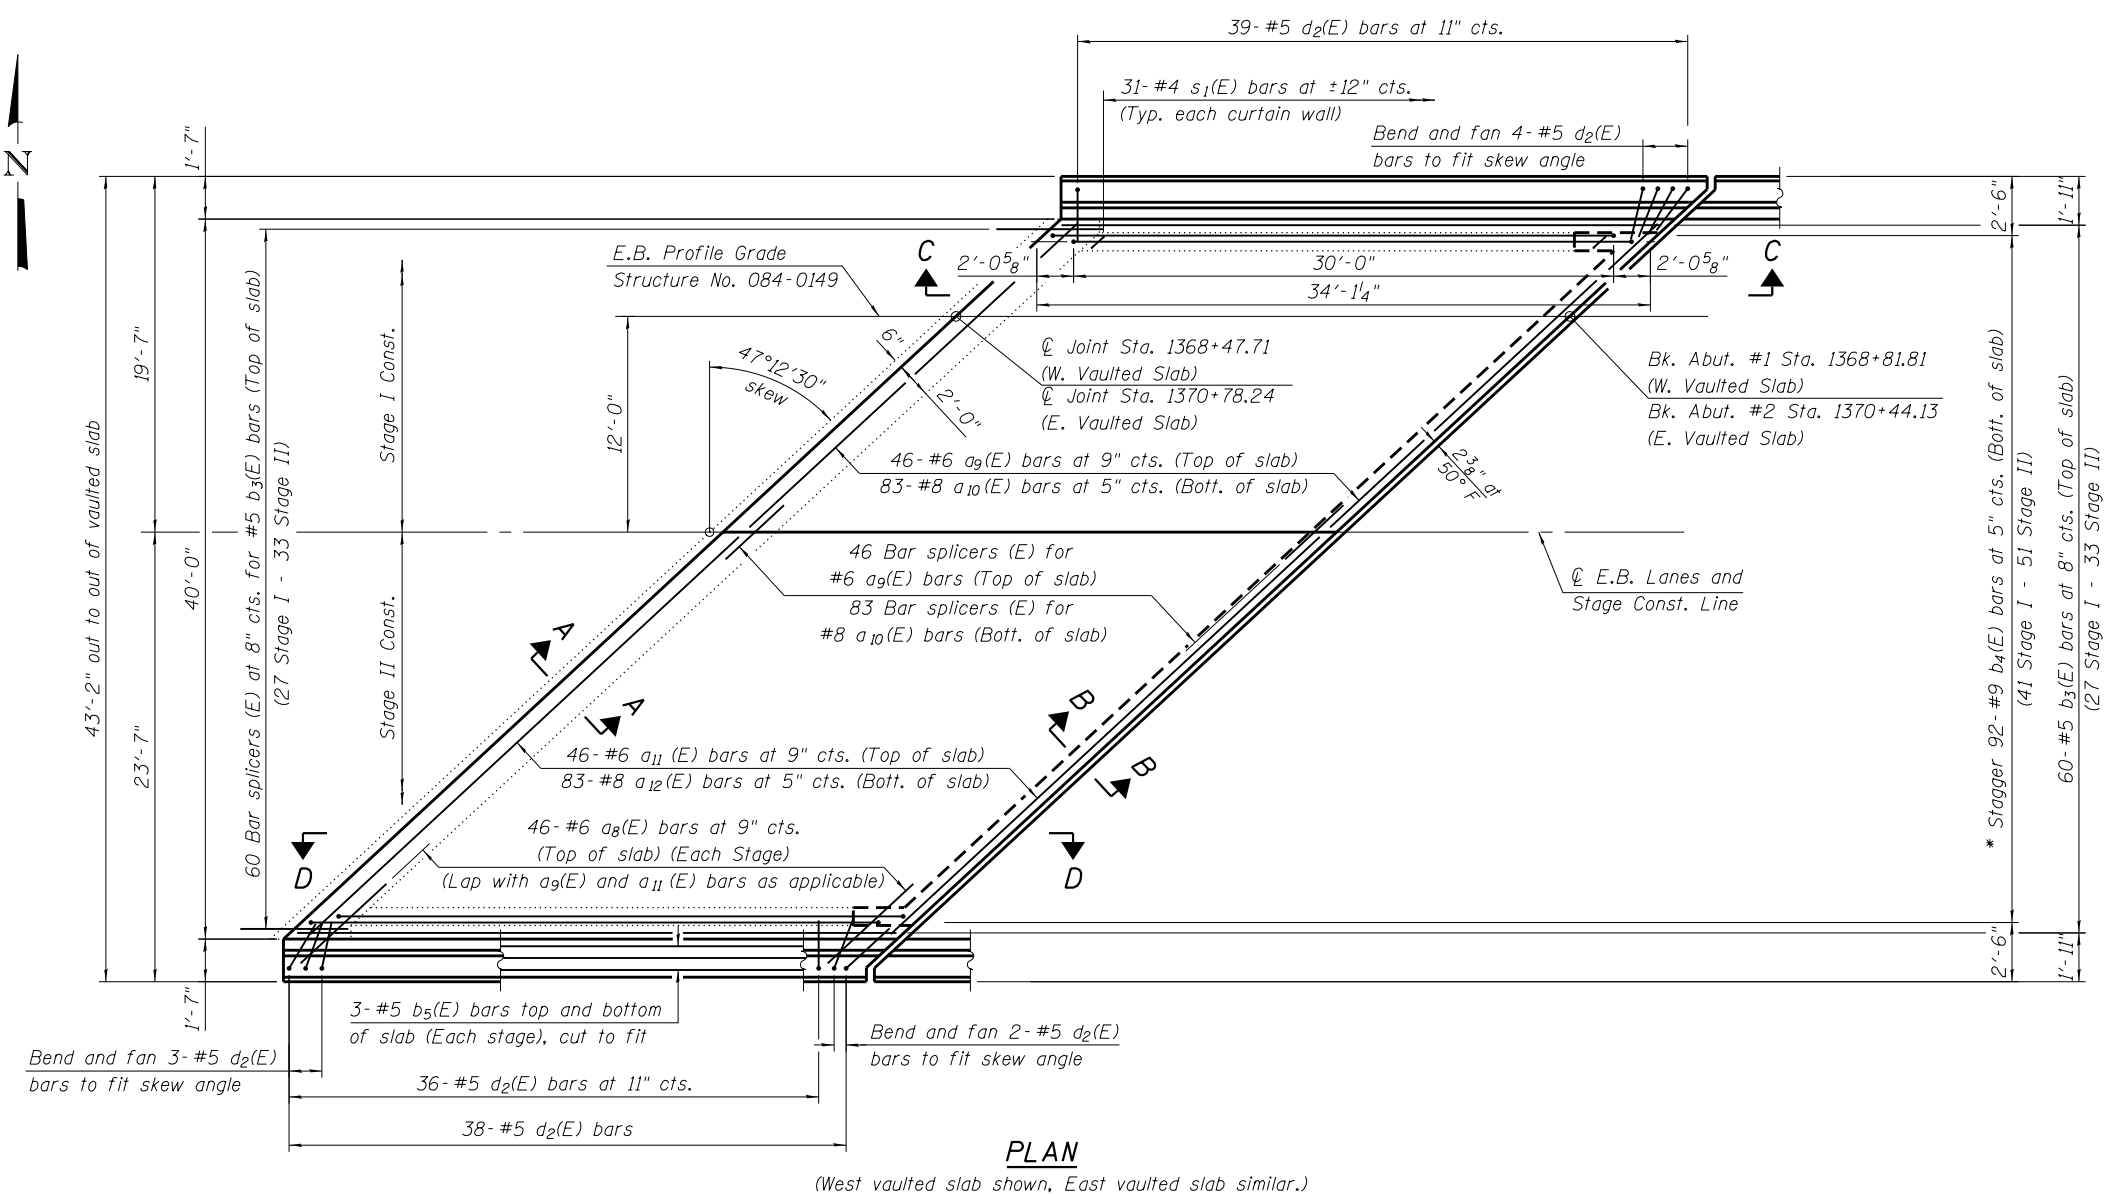 39-#5 d2(E) bars at 11" cts.
31-#4 s1(E) bars at ±12" cts.
(Typ. each curtain wall)
Bend and fan 4-#5 d2(E)
bars to fit skew angle
N
1'-7"
2'-6"
1'-11"
E.B. Profile Grade
Structure No. 084-0149
C
2'-0 5/8"
30'-0"
2'-0 5/8"
C
34'-1 1/4"
19'-7"
Stage I Const.
47°12'30"
skew
6"
2'-0"
12'-0"
℄ Joint Sta. 1368+47.71
(W. Vaulted Slab)
℄ Joint Sta. 1370+78.24
(E. Vaulted Slab)
Bk. Abut. #1 Sta. 1368+81.81
(W. Vaulted Slab)
Bk. Abut. #2 Sta. 1370+44.13
(E. Vaulted Slab)
46-#6 a9(E) bars at 9" cts. (Top of slab)
83-#8 a10(E) bars at 5" cts. (Bott. of slab)
2 3/8" at
50° F
43'-2" out to out of vaulted slab
40'-0"
60 Bar splicers (E) at 8" cts. for #5 b3(E) bars (Top of slab)
(27 Stage I - 33 Stage II)
46 Bar splicers (E) for
#6 a9(E) bars (Top of slab)
83 Bar splicers (E) for
#8 a10(E) bars (Bott. of slab)
℄ E.B. Lanes and
Stage Const. Line
* Stagger 92-#9 b4(E) bars at 5" cts. (Bott. of slab)
(41 Stage I - 51 Stage II)
60-#5 b3(E) bars at 8" cts. (Top of slab)
(27 Stage I - 33 Stage II)
23'-7"
Stage II Const.
A
A
B
B
46-#6 a11(E) bars at 9" cts. (Top of slab)
83-#8 a12(E) bars at 5" cts. (Bott. of slab)
46-#6 a8(E) bars at 9" cts.
(Top of slab) (Each Stage)
(Lap with a9(E) and a11(E) bars as applicable)
D
D
1'-7"
2'-6"
1'-11"
3-#5 b5(E) bars top and bottom
of slab (Each stage), cut to fit
Bend and fan 2-#5 d2(E)
bars to fit skew angle
Bend and fan 3-#5 d2(E)
bars to fit skew angle
36-#5 d2(E) bars at 11" cts.
38-#5 d2(E) bars
PLAN
(West vaulted slab shown, East vaulted slab similar.)